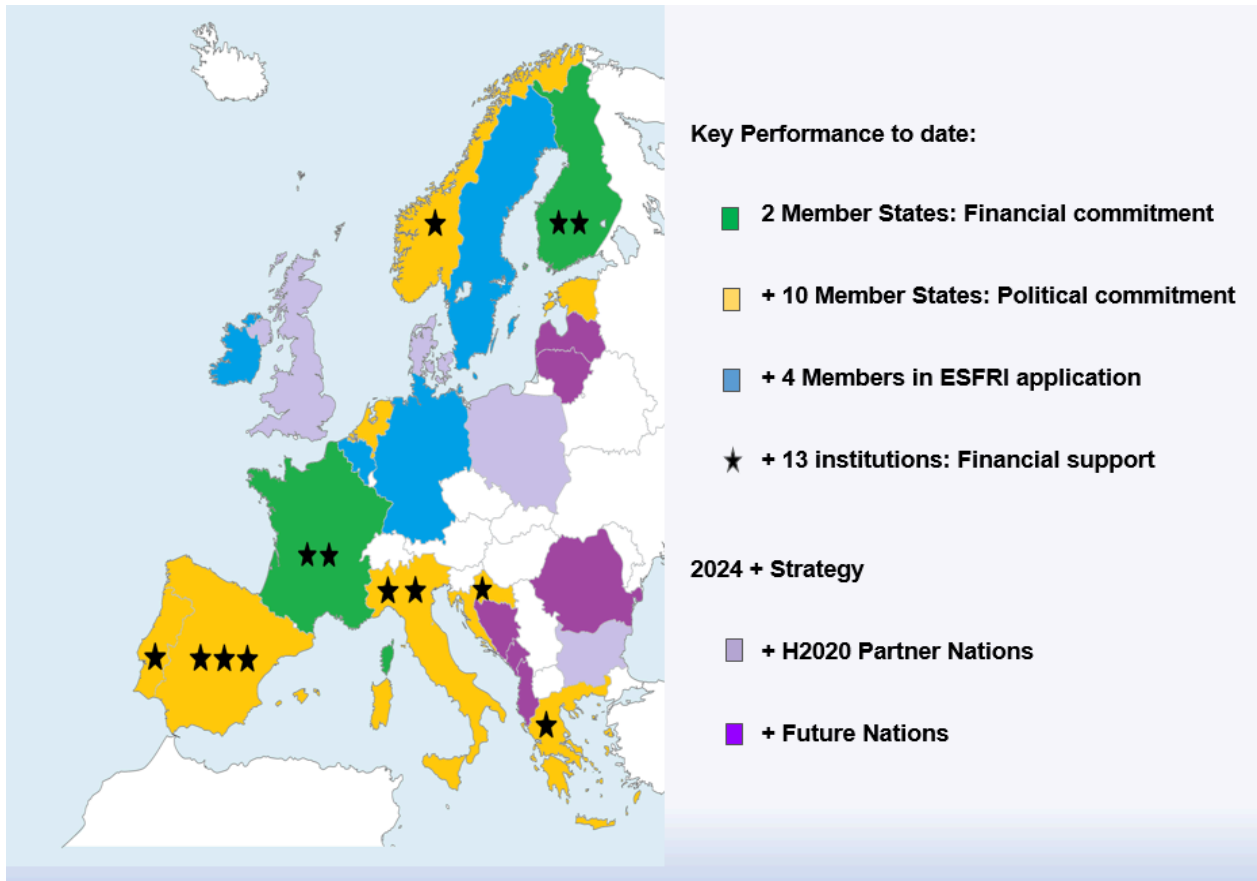 Key Performance to date:
2 Member States: Financial commitment
+ 10 Member States: Political commitment
+ 4 Members in ESFRI application
+ 13 institutions: Financial support
2024 + Strategy
+ H2020 Partner Nations
+ Future Nations